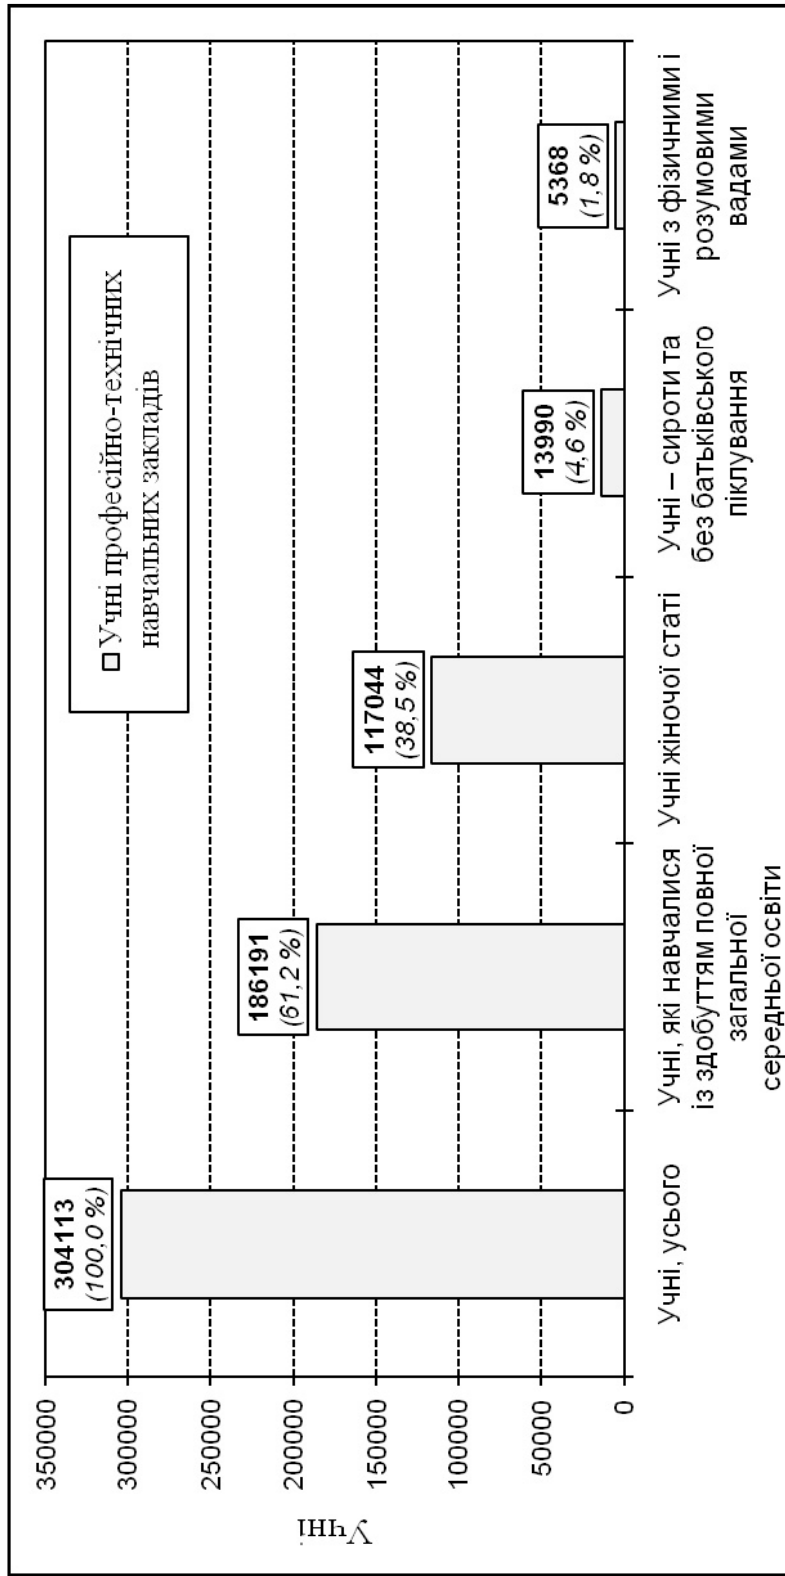 Учні професійно-технічних
навчальних закладів
Учні
350000
300000
250000
200000
150000
100000
50000
0
304113
(100,0 %)
186191
(61,2 %)
117044
(38,5 %)
13990
(4,6 %)
5368
(1,8 %)
Учні, усього
Учні, які навчалися
із здобуттям повної
загальної
середньої освіти
Учні жіночої статі
Учні – сироти та
без батьківського
піклування
Учні з фізичними і
розумовими
вадами